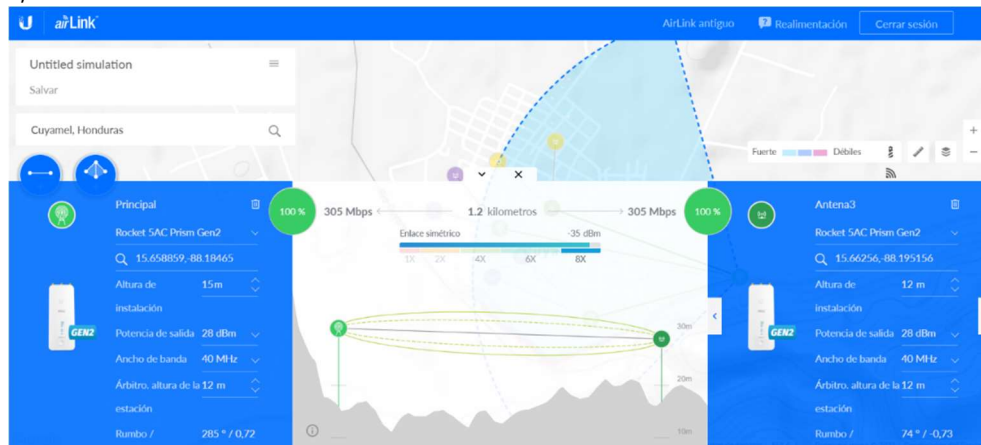 airLink
AirLink antiguo
Realimentación
Cerrar sesión
Untitled simulation
Salvar
Cuyamel, Honduras
Fuerte
Débiles
Principal
Rocket 5AC Prism Gen2
15.658859,-88.18465
Altura de instalación 15m
GEN2
Potencia de salida 28 dBm
Ancho de banda 40 MHz
Árbitro. altura de la estación 12 m
Rumbo / 285 ° / 0,72
100 %
305 Mbps
1.2 kilometros
305 Mbps
100 %
Enlace simétrico
-35 dBm
1X 2X 4X 6X 8X
30m
20m
10m
Antena3
Rocket 5AC Prism Gen2
15.66256,-88.195156
Altura de instalación 12 m
GEN2
Potencia de salida 28 dBm
Ancho de banda 40 MHz
Árbitro. altura de la estación 12 m
Rumbo / 74 ° / -0,73